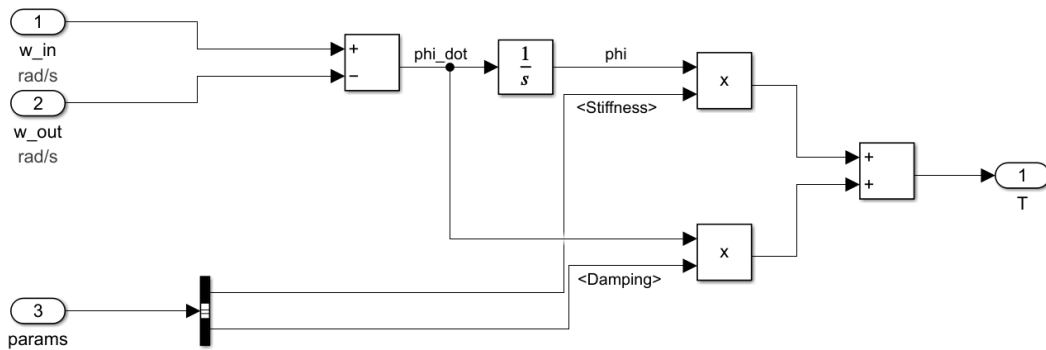 1
w_in
rad/s
2
w_out
rad/s
+
−
phi_dot
1
s
phi
x
<Stiffness>
+
+
1
T
x
<Damping>
3
params